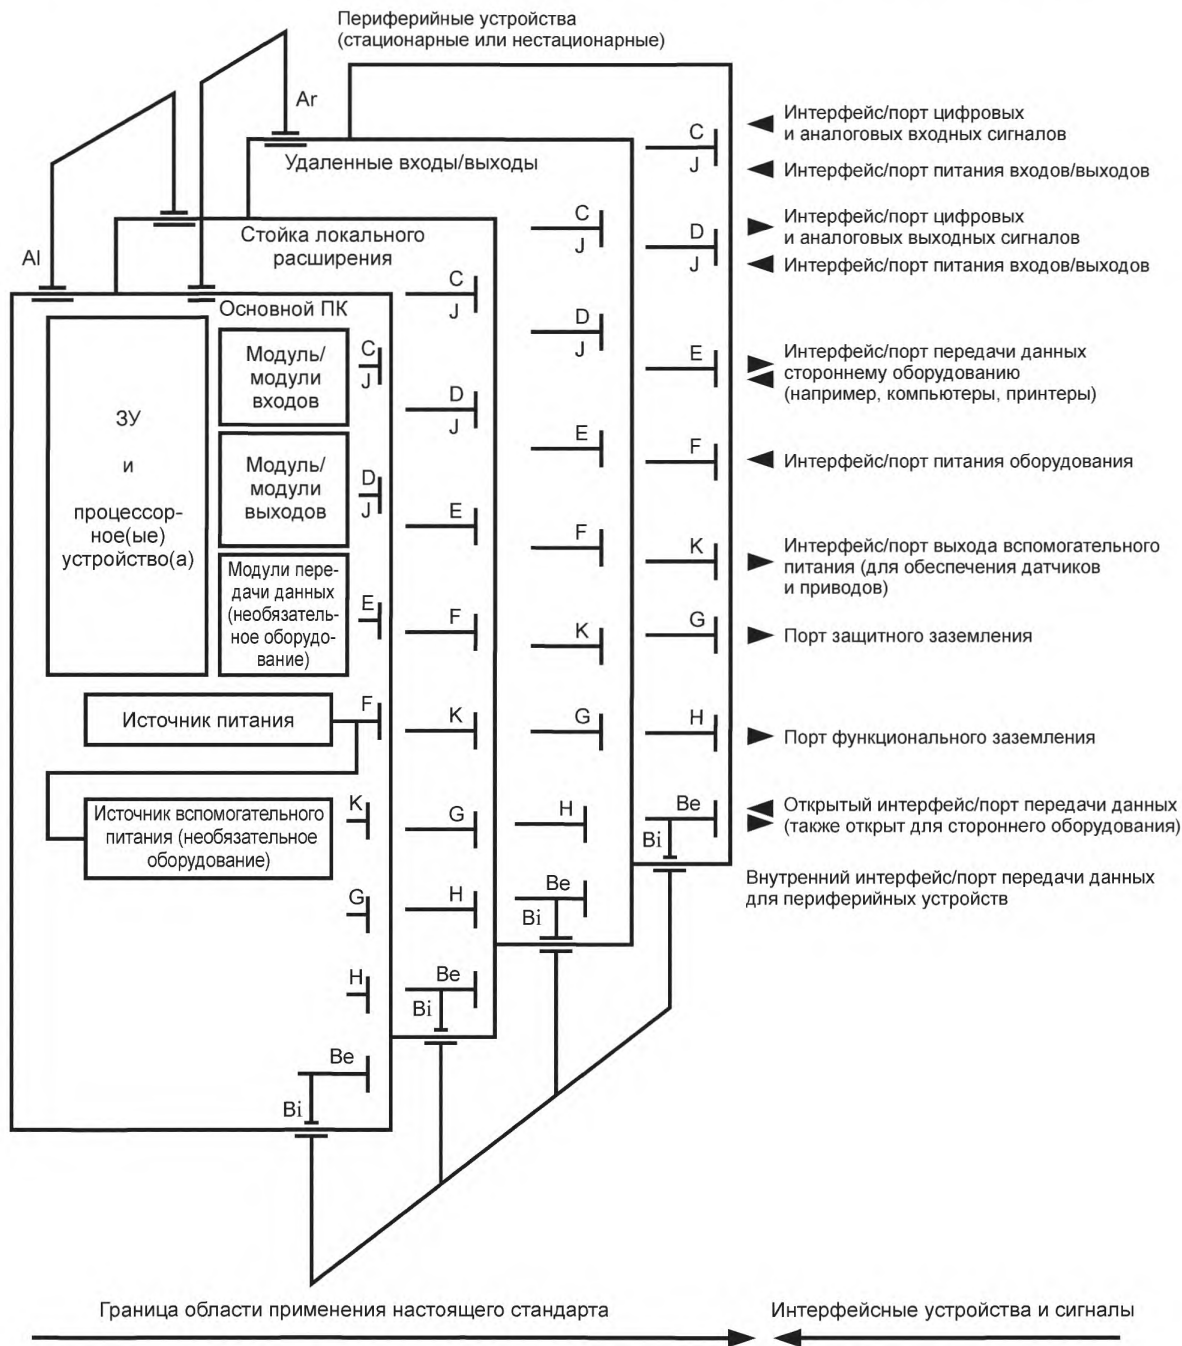 Периферийные устройства
(стационарные или нестационарные)
Ar
Удаленные входы/выходы
Al
Стойка локального
расширения
Основной ПК
ЗУ
и
процессор-
ное(ые)
устройство(а)
Модуль/
модули
входов
Модуль/
модули
выходов
Модули пере-
дачи данных
(необязатель-
ное оборудо-
вание)
Источник питания
Источник вспомогательного
питания (необязательное
оборудование)
C
J
D
J
E
F
K
G
H
Be
Bi
C
J
D
J
E
F
K
G
H
Be
Bi
C
J
D
J
E
F
K
G
H
Be
Bi
C
J
D
J
E
F
K
G
H
Be
Bi
Интерфейс/порт цифровых
и аналоговых входных сигналов
Интерфейс/порт питания входов/выходов
Интерфейс/порт цифровых
и аналоговых выходных сигналов
Интерфейс/порт питания входов/выходов
Интерфейс/порт передачи данных
стороннему оборудованию
(например, компьютеры, принтеры)
Интерфейс/порт питания оборудования
Интерфейс/порт выхода вспомогательного
питания (для обеспечения датчиков
и приводов)
Порт защитного заземления
Порт функционального заземления
Открытый интерфейс/порт передачи данных
(также открыт для стороннего оборудования)
Внутренний интерфейс/порт передачи данных
для периферийных устройств
Граница области применения настоящего стандарта
Интерфейсные устройства и сигналы